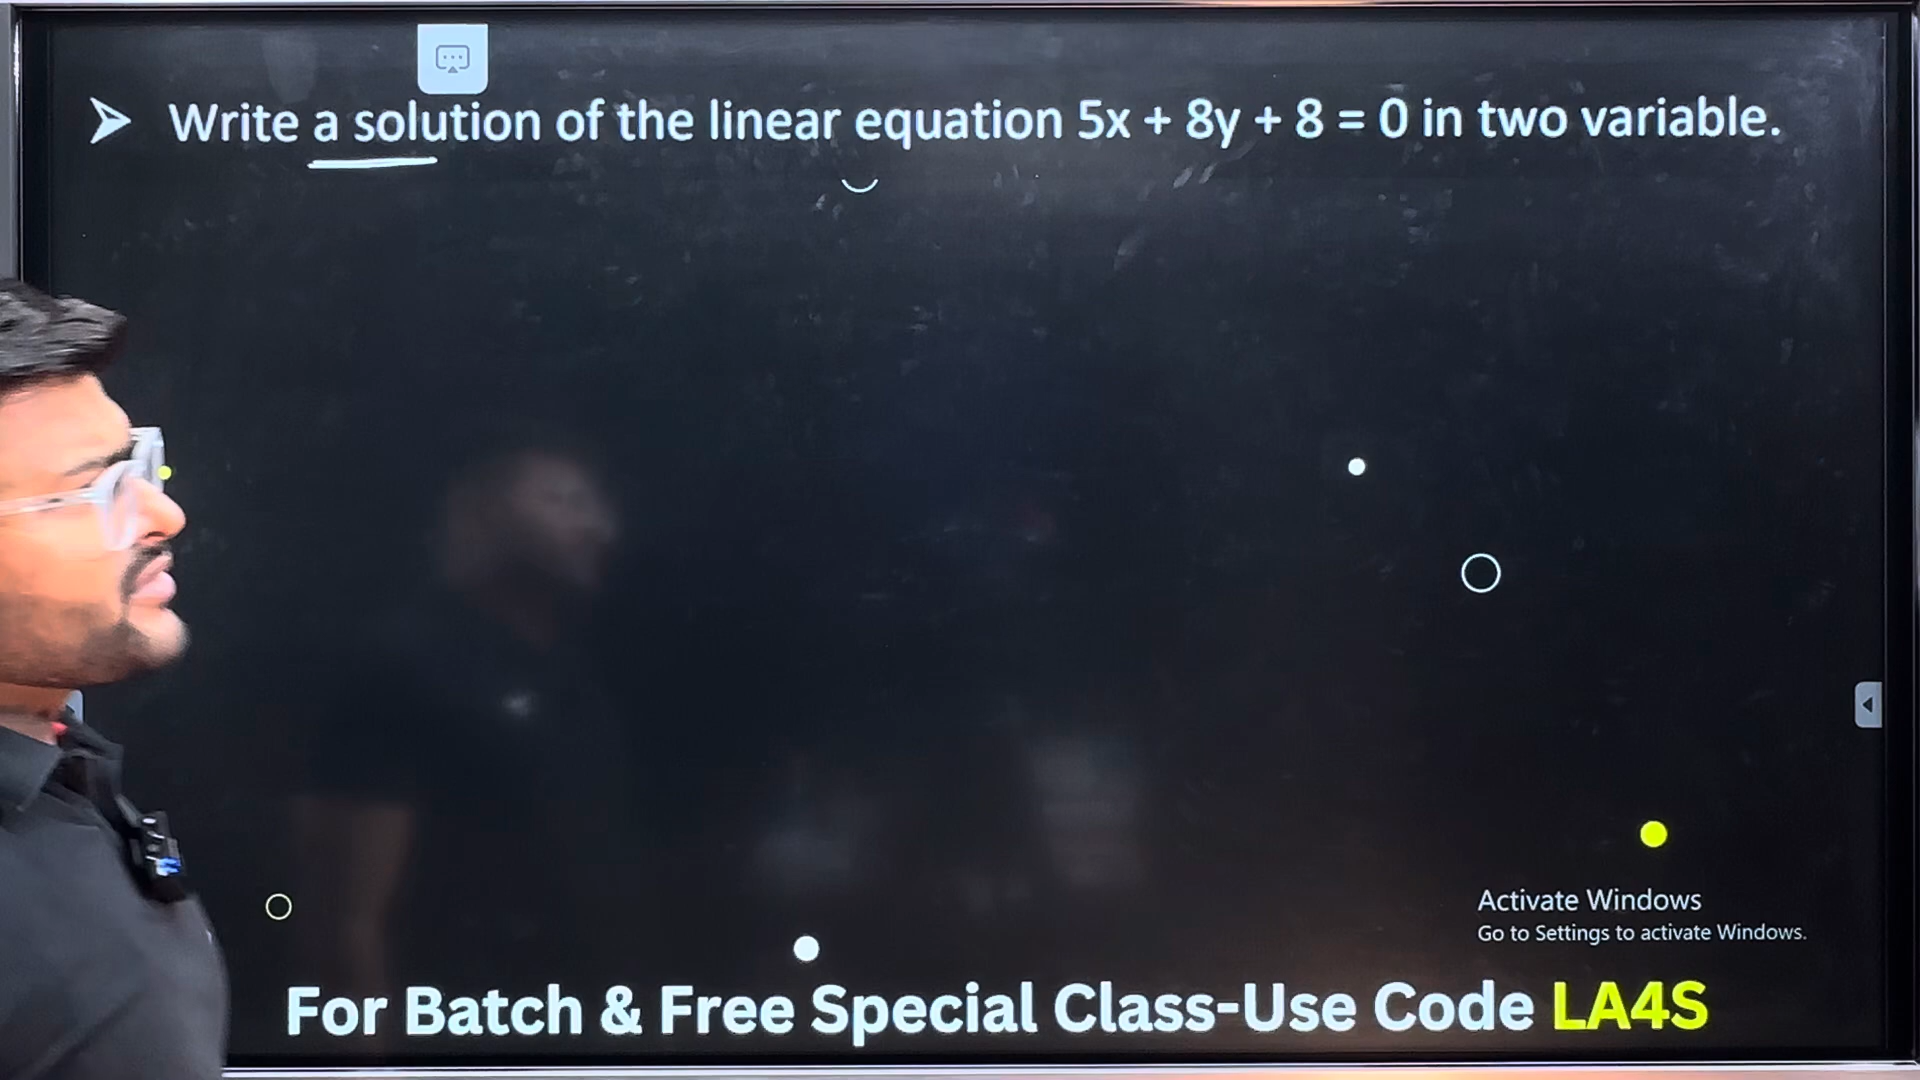 ➢ Write a solution of the linear equation 5x + 8y + 8 = 0 in two variable.
Activate Windows
Go to Settings to activate Windows.
For Batch & Free Special Class-Use Code LA4S